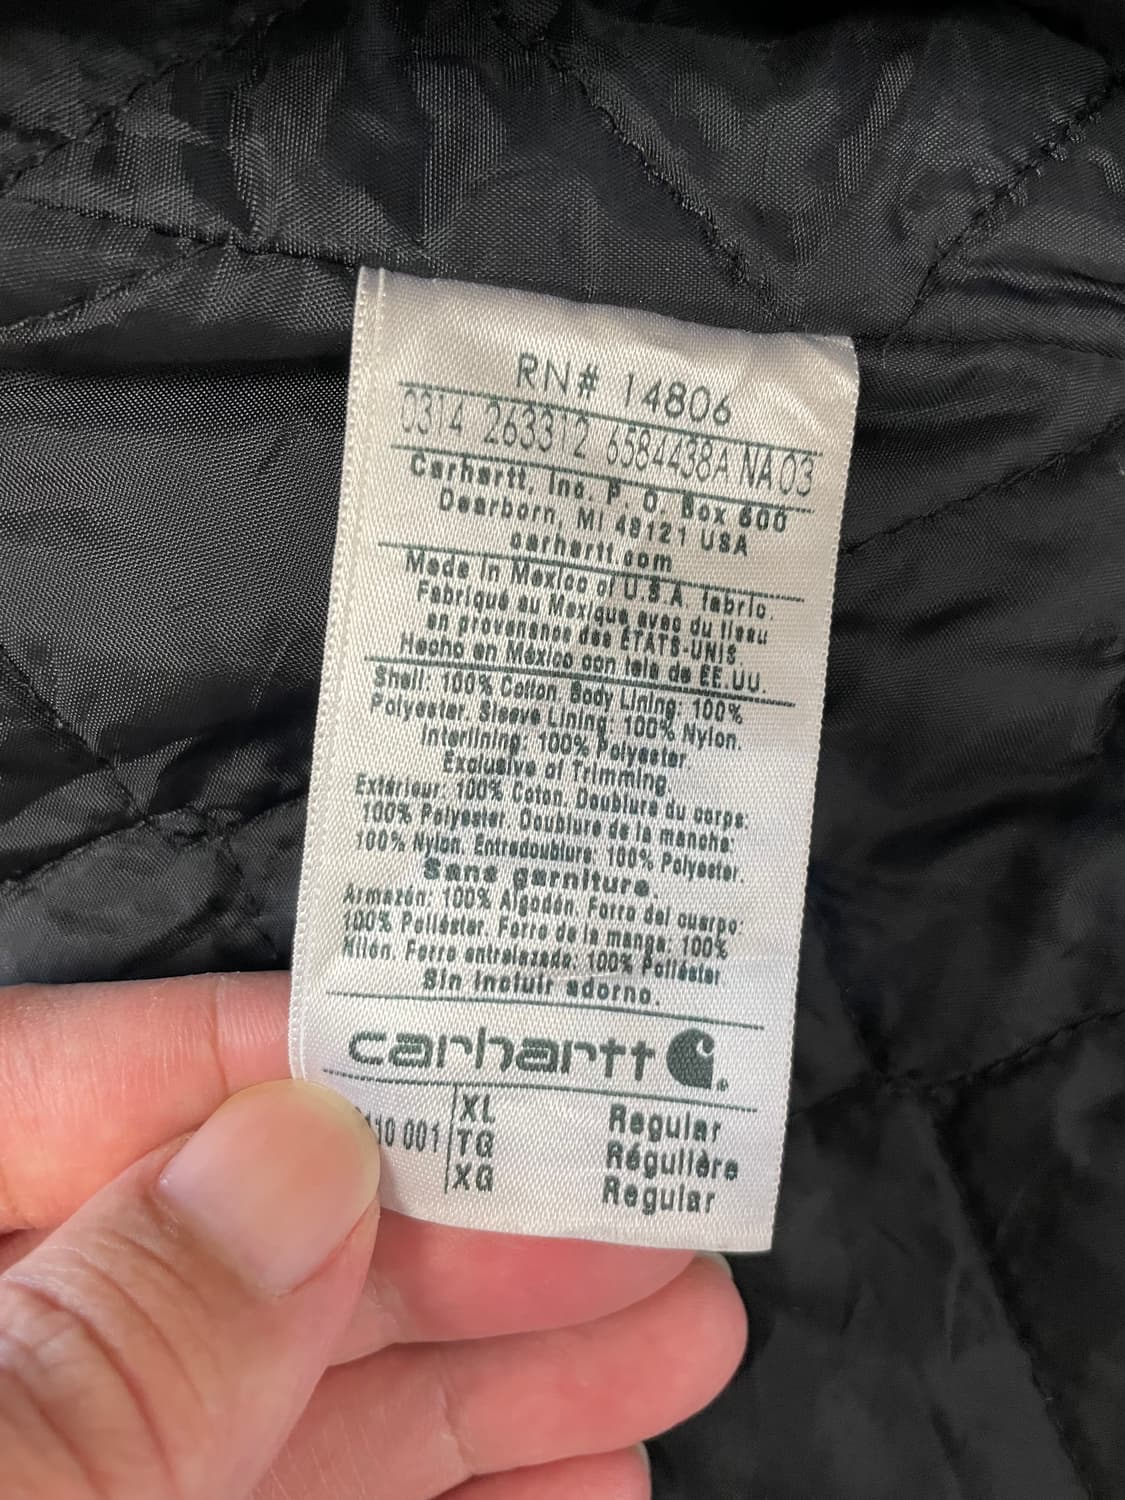 RN# 14806
0314 263312 6584438A NA 03
Carhartt, Inc. P. O. Box 600
Dearborn, MI 48121 USA
carhartt.com
Made in Mexico of U.S.A. fabric.
Fabriqué au Mexique avec du tissu
en provenance des ÉTATS-UNIS.
Hecho en México con tela de EE.UU.
Shell: 100% Cotton. Body Lining: 100%
Polyester. Sleeve Lining: 100% Nylon.
Interlining: 100% Polyester.
Exclusive of Trimming
Extérieur: 100% Coton. Doublure du corps:
100% Polyester. Doublure de la manche:
100% Nylon. Entredoublure: 100% Polyester.
Sans garniture.
Armazón: 100% Algodón. Forro del cuerpo:
100% Poliéster. Forro de la manga: 100%
Nilón. Forro entrelazado: 100% Poliéster
Sin incluir adorno.
carhartt
XL Regular
001 TG Régulière
XG Regular